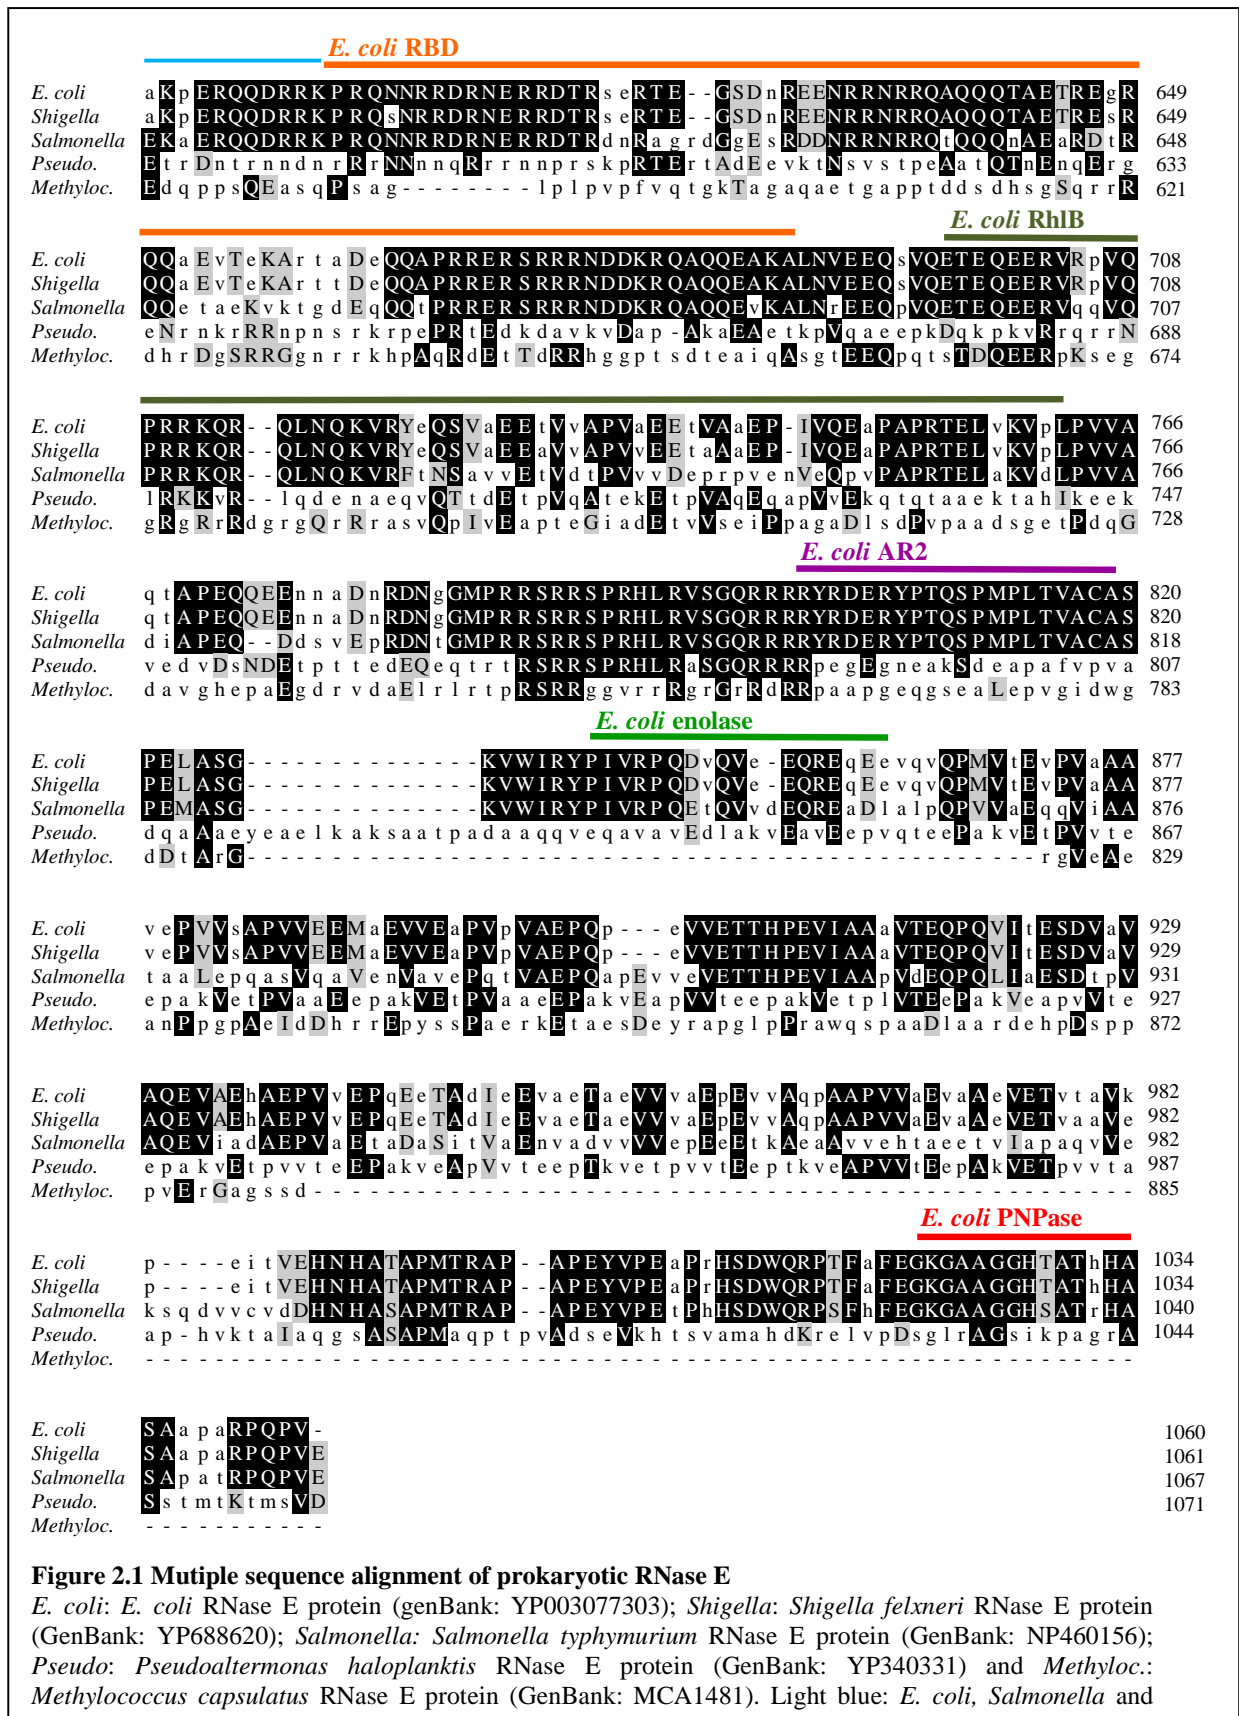 E. coli RBD
E. coli aKpERQQDRRKPRQNNRRDRNERRDTRseRTE--GSDnREENRRNRRQAQQQTAETREgR 649
Shigella aKpERQQDRRKPRQsNRRDRNERRDTRseRTE--GSDnREENRRNRRQAQQQTAETREsR 649
Salmonella EKaERQQDRRKPRQNNRRDRNERRDTRdnRagrdGgEsRDDNRRNRRQtQQQnAEaRDtR 648
Pseudo. EtrDntrnndnrRrNNnnqRrrnnprskpRTErtADEevktNsvstpeAatQTnEnqErg 633
Methyloc. EdqppsQEasqPsag--------lplpvpfvqtgkTagaqaetgapptddsdhsgSqrrR 621
E. coli RhlB
E. coli QQaEvTeKArtaDeQQAPRRERSRRRNDDKRQAQQEAKALNVEEQsVQETEQEERVRpVQ 708
Shigella QQaEvTeKArttDeQQAPRRERSRRRNDDKRQAQQEAKALNVEEQsVQETEQEERVRpVQ 708
Salmonella QQetaeKvktgdEqQQtPRRERSRRRNDDKRQAQQEvKALNrEEQpVQETEQEERVqqVQ 707
Pseudo. eNrnkrRRnpnsrkrpePRtEdkdavkvDap-AkaEAetkpVqaeepkDqkpkvRrqrrN 688
Methyloc. dhrDgSRRGgnrrkhpAqRdEtTdRRhggptsdteaiqAsgtEEQpqtsTDQEERpKseg 674
E. coli PRRKQR--QLNQKVRYeQSVaEEtVvAPVaEEtVAaEP-IVQEaPAPRTELvKVpLPVVA 766
Shigella PRRKQR--QLNQKVRYeQSVaEEaVvAPVvEEtaAaEP-IVQEaPAPRTELvKVpLPVVA 766
Salmonella PRRKQR--QLNQKVRFtNSavvEtVdtPVvvDeprpvenVeQpvPAPRTELaKVdLPVVA 766
Pseudo. lRKKvR--lqdenaeqvQTtdEtpVqAtekEtpVAqEqapVvEkqtqtaaektahIkeek 747
Methyloc. gRgRrRdgrgQrRrasvQpIvEapteGiadEtvVseiPpagaDlsdPvpaadsgetPdqG 728
E. coli AR2
E. coli qtAPEQQEEnnaDnRDNgGMPRRSRRSPRHLRVSGQRRRRYRDERYPTQSPMPLTVACAS 820
Shigella qtAPEQQEEnnaDnRDNgGMPRRSRRSPRHLRVSGQRRRRYRDERYPTQSPMPLTVACAS 820
Salmonella diAPEQ--DdsvEpRDNtGMPRRSRRSPRHLRVSGQRRRRYRDERYPTQSPMPLTVACAS 818
Pseudo. vedvDsNDEtpttedEQeqtrtRSRRSPRHLRaSGQRRRRpegEgneakSdeapafvpva 807
Methyloc. davghepaEgdrvdaElrlrtpRSRRggvrrRgrGrRdRRpaapgeqgseaLepvgidwg 783
E. coli enolase
E. coli PELASG--------------KVWIRYPIVRPQDvQVe-EQREqEevqvQPMVtEvPVaAA 877
Shigella PELASG--------------KVWIRYPIVRPQDvQVe-EQREqEevqvQPMVtEvPVaAA 877
Salmonella PEMASG--------------KVWIRYPIVRPQEtQVvdEQREaDlalpQPVVaEqqViAA 876
Pseudo. dqaAaeyeaelkaksaatpadaaqqveqavavEdlakvEavEepvqteePakvEtPVvte 867
Methyloc. dDtArG------------------------------------------------rgVeAe 829
E. coli vePVVsAPVVEEMaEVVEaPVpVAEPQp---eVVETTHPEVIAAaVTEQPQVItESDVaV 929
Shigella vePVVsAPVVEEMaEVVEaPVpVAEPQp---eVVETTHPEVIAAaVTEQPQVItESDVaV 929
Salmonella taaLepqasVqaVenVavePqtVAEPQapEvveVETTHPEVIAApVdEQPQLIaESDtpV 931
Pseudo. epakVetPVaaEepakVEtPVaaeEPakvEapVVteepakVetplVTEePakVeapvVte 927
Methyloc. anPpgpAeIdDhrrEpyssPaerkEtaesDeyrapglpPrawqspaaDlaardehpDspp 872
E. coli AQEVAEhAEPVvEPqEeTAdIeEvaeTaeVVvaEpEvvAqpAAPVVaEvaAeVETvtaVk 982
Shigella AQEVAEhAEPVvEPqEeTAdIeEvaeTaeVVvaEpEvvAqpAAPVVaEvaAeVETvaaVe 982
Salmonella AQEViadAEPVaEtaDaSitVaEnvadvvVVepEeEtkAeaAvvehtaeetvIapaqvVe 982
Pseudo. epakvEtpvvteEPakveApVvteepTkvetpvvtEeptkveAPVVtEepAkVETpvvta 987
Methyloc. pvErGagssd-------------------------------------------------- 885
E. coli PNPase
E. coli p----eitVEHNHATAPMTRAP--APEYVPEaPrHSDWQRPTFaFEGKGAAGGHTAThHA 1034
Shigella p----eitVEHNHATAPMTRAP--APEYVPEaPrHSDWQRPTFaFEGKGAAGGHTAThHA 1034
Salmonella ksqdvvcvdDHNHASAPMTRAP--APEYVPEtPhHSDWQRPSFhFEGKGAAGGHSATrHA 1040
Pseudo. ap-hvktaIaqgsASAPMaqptpvAdseVkhtsvamahdKrelvpDsglrAGsikpagrA 1044
Methyloc. ------------------------------------------------------------
E. coli SAapaRPQPV- 1060
Shigella SAapaRPQPVE 1061
Salmonella SApatRPQPVE 1067
Pseudo. SstmtKtmsVD 1071
Methyloc. -----------
Figure 2.1 Mutiple sequence alignment of prokaryotic RNase E
E. coli: E. coli RNase E protein (genBank: YP003077303); Shigella: Shigella felxneri RNase E protein
(GenBank: YP688620); Salmonella: Salmonella typhymurium RNase E protein (GenBank: NP460156);
Pseudo: Pseudoaltermonas haloplanktis RNase E protein (GenBank: YP340331) and Methyloc.:
Methylococcus capsulatus RNase E protein (GenBank: MCA1481). Light blue: E. coli, Salmonella and